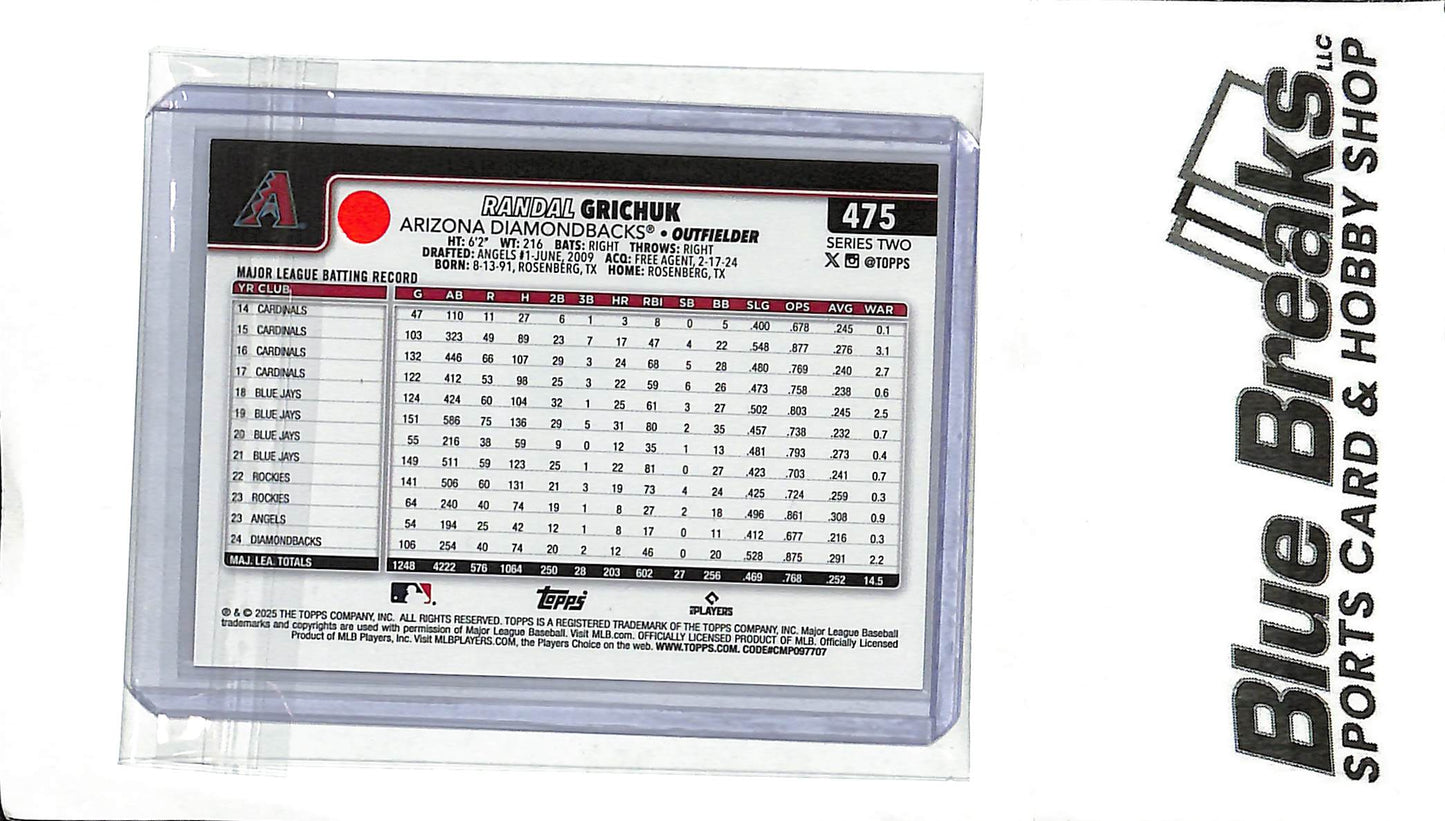 RANDAL GRICHUK
475
ARIZONA DIAMONDBACKS® • OUTFIELDER
SERIES TWO
HT: 6'2" WT: 216 BATS: RIGHT THROWS: RIGHT
DRAFTED: ANGELS #1-JUNE, 2009 ACQ: FREE AGENT, 2-17-24
BORN: 8-13-91, ROSENBERG, TX HOME: ROSENBERG, TX
X @TOPPS
MAJOR LEAGUE BATTING RECORD
YR CLUB G AB R H 2B 3B HR RBI SB BB SLG OPS AVG WAR
14 CARDINALS 47 110 11 27 6 1 3 8 0 5 .400 .678 .245 0.1
15 CARDINALS 103 323 49 89 23 7 17 47 4 22 .548 .877 .276 3.1
16 CARDINALS 132 446 66 107 29 3 24 68 5 28 .480 .769 .240 2.7
17 CARDINALS 122 412 53 98 25 3 22 59 6 26 .473 .758 .238 0.6
18 BLUE JAYS 124 424 60 104 32 1 25 61 3 27 .502 .803 .245 2.5
19 BLUE JAYS 151 586 75 136 29 5 31 80 2 35 .457 .738 .232 0.7
20 BLUE JAYS 55 216 38 59 9 0 12 35 1 13 .481 .793 .273 0.4
21 BLUE JAYS 149 511 59 123 25 1 22 81 0 27 .423 .703 .241 0.7
22 ROCKIES 141 506 60 131 21 3 19 73 4 24 .425 .724 .259 0.3
23 ROCKIES 64 240 40 74 19 1 8 27 2 18 .496 .861 .308 0.9
23 ANGELS 54 194 25 42 12 1 8 17 0 11 .412 .677 .216 0.3
24 DIAMONDBACKS 106 254 40 74 20 2 12 46 0 20 .528 .875 .291 2.2
MAJ. LEA. TOTALS 1248 4222 576 1064 250 28 203 602 27 256 .469 .768 .252 14.5
topps
PLAYERS
® & © 2025 THE TOPPS COMPANY, INC. ALL RIGHTS RESERVED. TOPPS IS A REGISTERED TRADEMARK OF THE TOPPS COMPANY, INC. Major League Baseball
trademarks and copyrights are used with permission of Major League Baseball. Visit MLB.com. OFFICIALLY LICENSED PRODUCT OF MLB. Officially Licensed
Product of MLB Players, Inc. Visit MLBPLAYERS.COM, the Players Choice on the web. WWW.TOPPS.COM. CODE#CMP097707
Blue Breaks LLC
SPORTS CARD & HOBBY SHOP